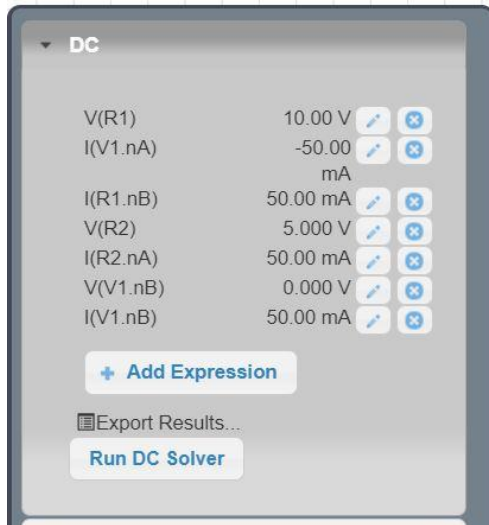 DC
V(R1) 10.00 V
I(V1.nA) -50.00
mA
I(R1.nB) 50.00 mA
V(R2) 5.000 V
I(R2.nA) 50.00 mA
V(V1.nB) 0.000 V
I(V1.nB) 50.00 mA
+ Add Expression
Export Results...
Run DC Solver